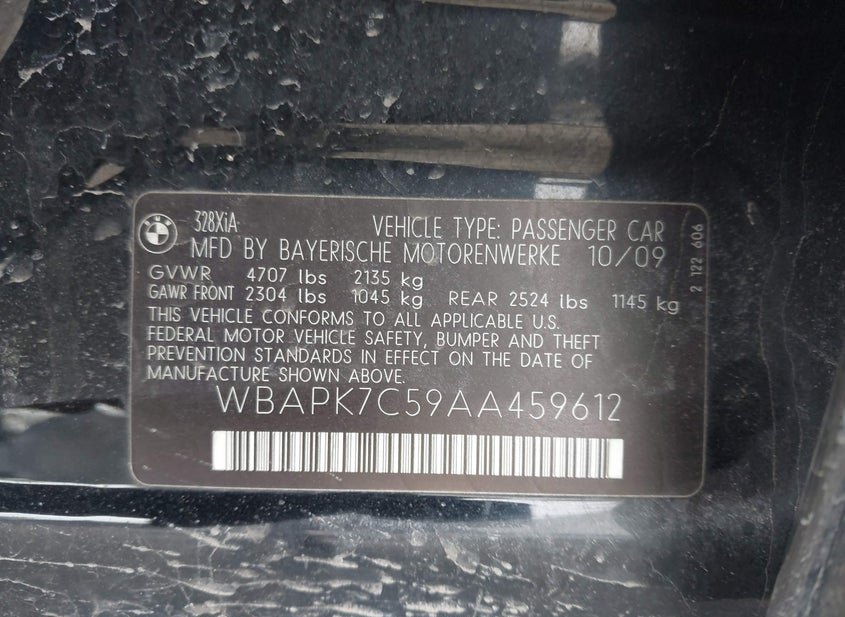 328XiA VEHICLE TYPE: PASSENGER CAR
MFD BY BAYERISCHE MOTORENWERKE 10/09
GVWR 4707 lbs 2135 kg
GAWR FRONT 2304 lbs 1045 kg REAR 2524 lbs 1145 kg
THIS VEHICLE CONFORMS TO ALL APPLICABLE U.S.
FEDERAL MOTOR VEHICLE SAFETY, BUMPER AND THEFT
PREVENTION STANDARDS IN EFFECT ON THE DATE OF
MANUFACTURE SHOWN ABOVE.
WBAPK7C59AA459612
2 122 606